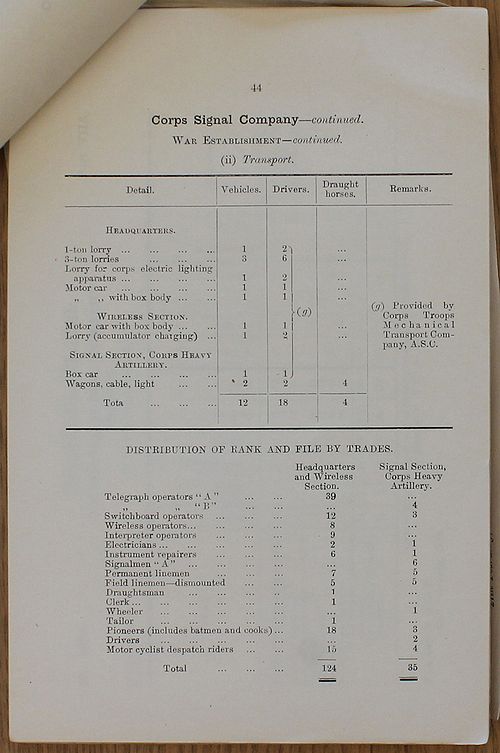 44
Corps Signal Company—continued.
War Establishment—continued.
(ii) Transport.
Detail. Vehicles. Drivers. Draught horses. Remarks.
Headquarters.
1-ton lorry ... ... ... ... 1 2 ...
3-ton lorries ... ... ... 3 6 ...
Lorry for corps electric lighting
apparatus ... ... ... ... 1 2 ...
Motor car ... ... ... ... 1 1 ...
„ „ with box body ... ... 1 1 ...
(g) (g) Provided by Corps Troops Mechanical Transport Company, A.S.C.
Wireless Section.
Motor car with box body ... ... 1 1 ...
Lorry (accumulator charging) ... 1 2 ...
Signal Section, Corps Heavy
Artillery.
Box car ... ... ... ... 1 1
Wagons, cable, light ... ... 2 2 4
Tota ... ... ... 12 18 4
DISTRIBUTION OF RANK AND FILE BY TRADES.
Headquarters and Wireless Section. Signal Section, Corps Heavy Artillery.
Telegraph operators “A” ... ... 39 ...
„ „ “B” ... ... ... 4
Switchboard operators ... ... ... 12 3
Wireless operators... ... ... ... 8 ...
Interpreter operators ... ... ... 9 ...
Electricians ... ... ... ... ... 2 1
Instrument repairers ... ... ... 6 1
Signalmen “A” ... ... ... ... ... 6
Permanent linemen ... ... ... 7 5
Field linemen—dismounted ... ... 5 5
Draughtsman ... ... ... ... 1 ...
Clerk ... ... ... ... ... 1 ...
Wheeler ... ... ... ... ... 1
Tailor ... ... ... ... 1 ...
Pioneers (includes batmen and cooks) ... 18 3
Drivers ... ... ... ... ... 2
Motor cyclist despatch riders ... ... 15 4
Total ... ... ... 124 35